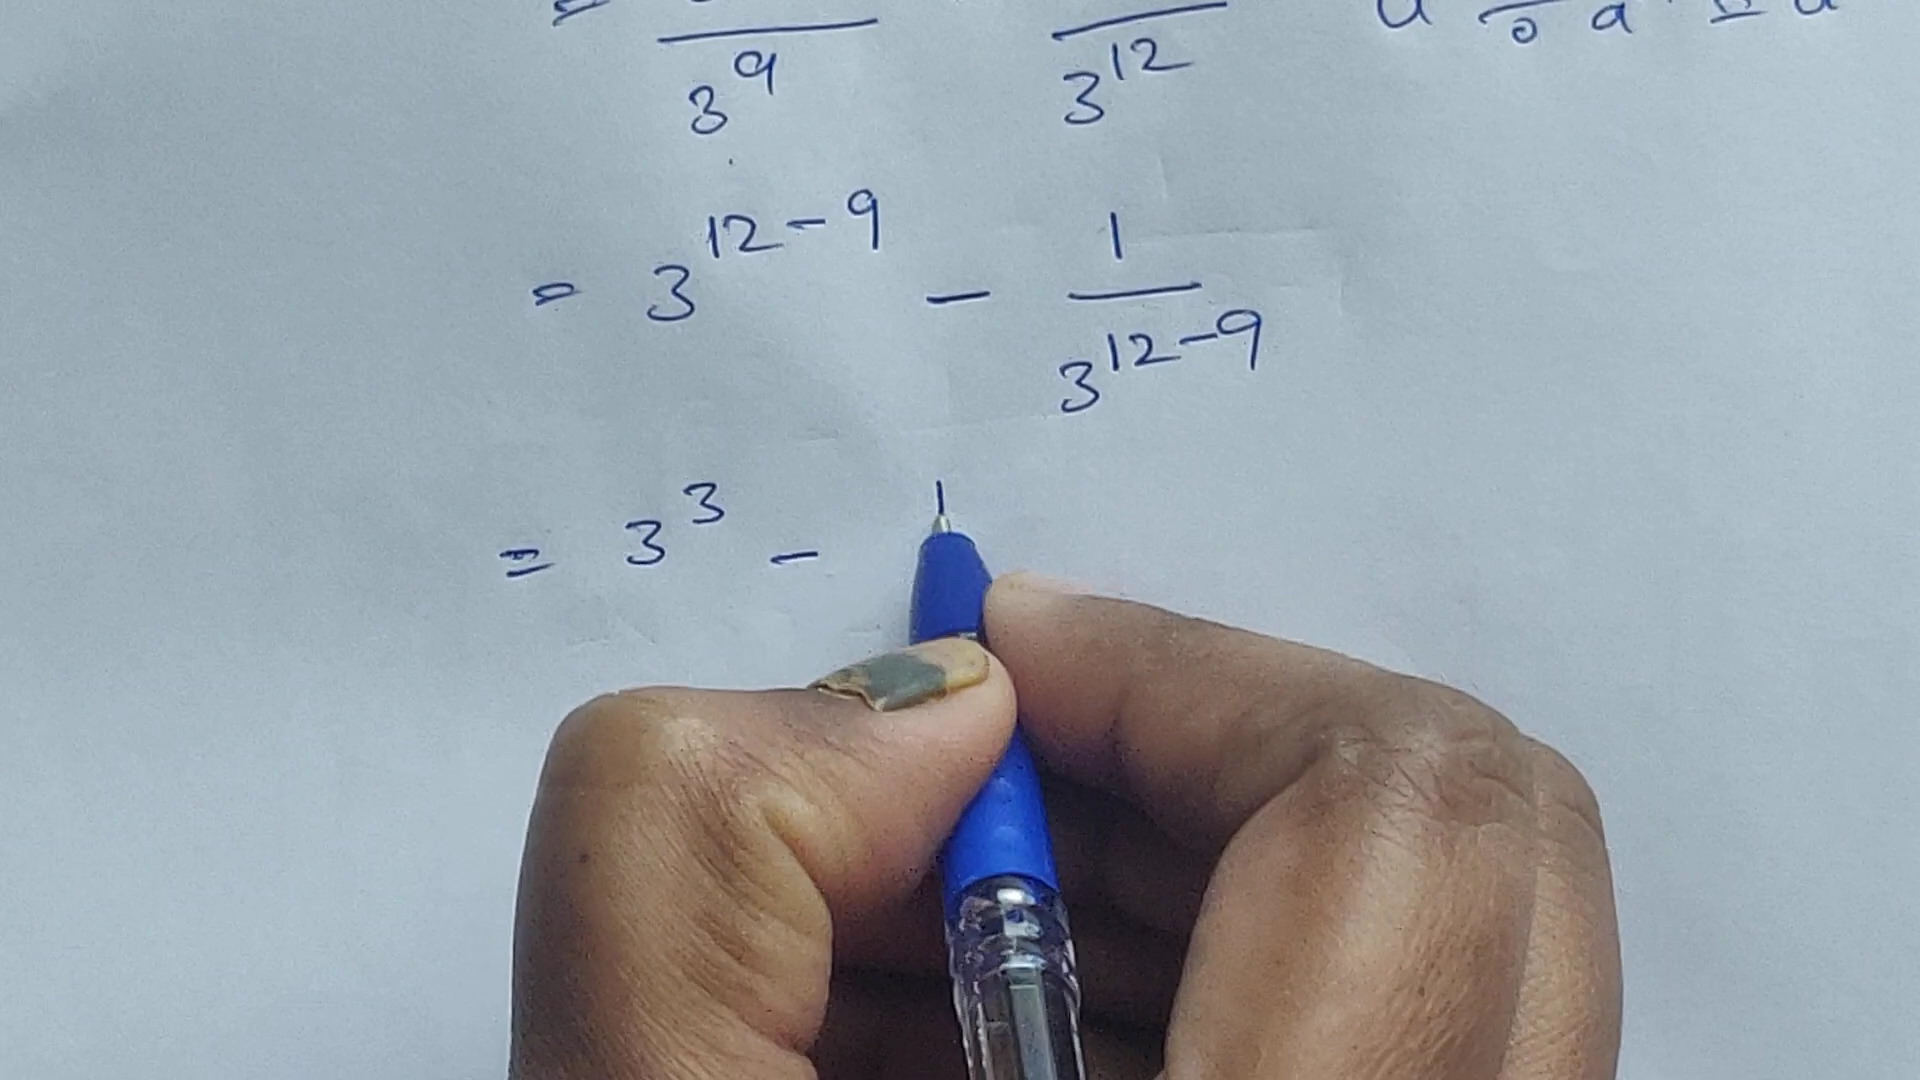 3^9 3^12
= 3^(12-9) - 1/3^(12-9)
= 3^3 - 1